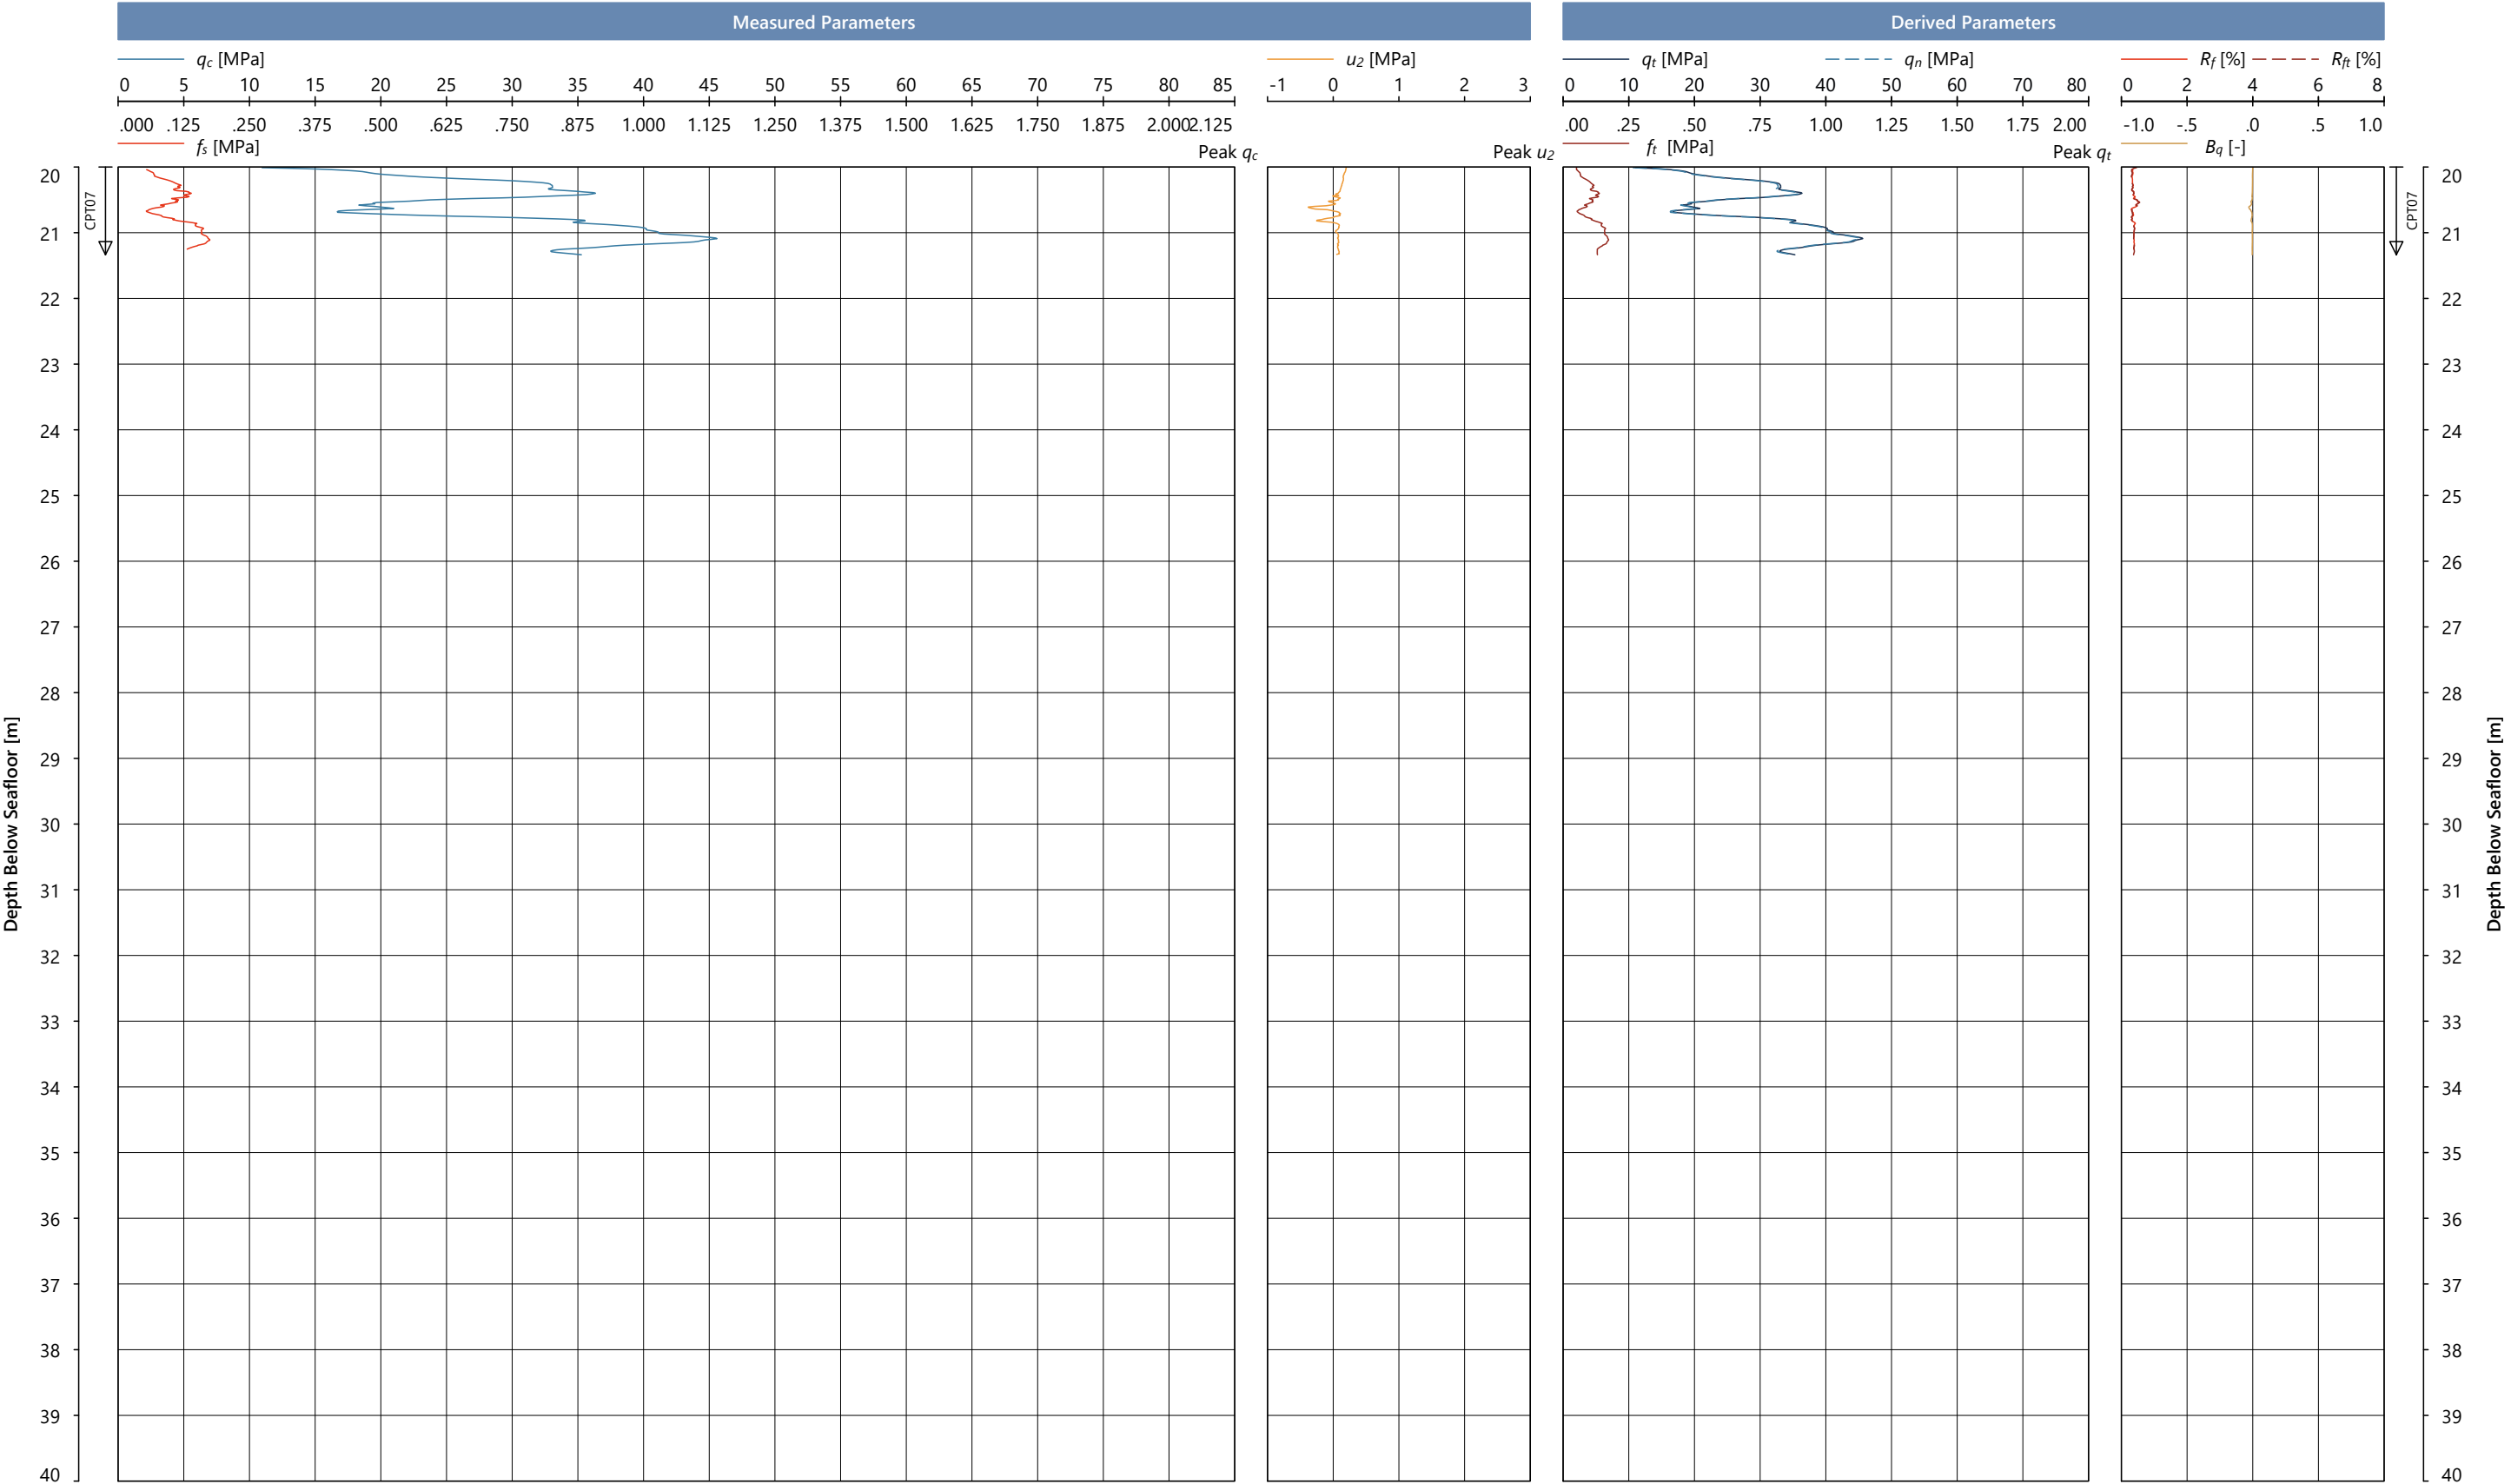 Measured Parameters
Derived Parameters
qc [MPa]
u2 [MPa]
qt [MPa] qn [MPa]
Rf [%] Rft [%]
0 5 10 15 20 25 30 35 40 45 50 55 60 65 70 75 80 85
-1 0 1 2 3
0 10 20 30 40 50 60 70 80
0 2 4 6 8
.000 .125 .250 .375 .500 .625 .750 .875 1.000 1.125 1.250 1.375 1.500 1.625 1.750 1.875 2.000 2.125
.00 .25 .50 .75 1.00 1.25 1.50 1.75 2.00
-1.0 -.5 .0 .5 1.0
fs [MPa]
Peak qc
Peak u2
ft [MPa]
Peak qt
Bq [-]
CPT07
CPT07
20 20
21 21
22 22
23 23
24 24
25 25
26 26
27 27
28 28
29 29
30 30
31 31
32 32
33 33
34 34
35 35
36 36
37 37
38 38
39 39
40 40
Depth Below Seafloor [m]
Depth Below Seafloor [m]